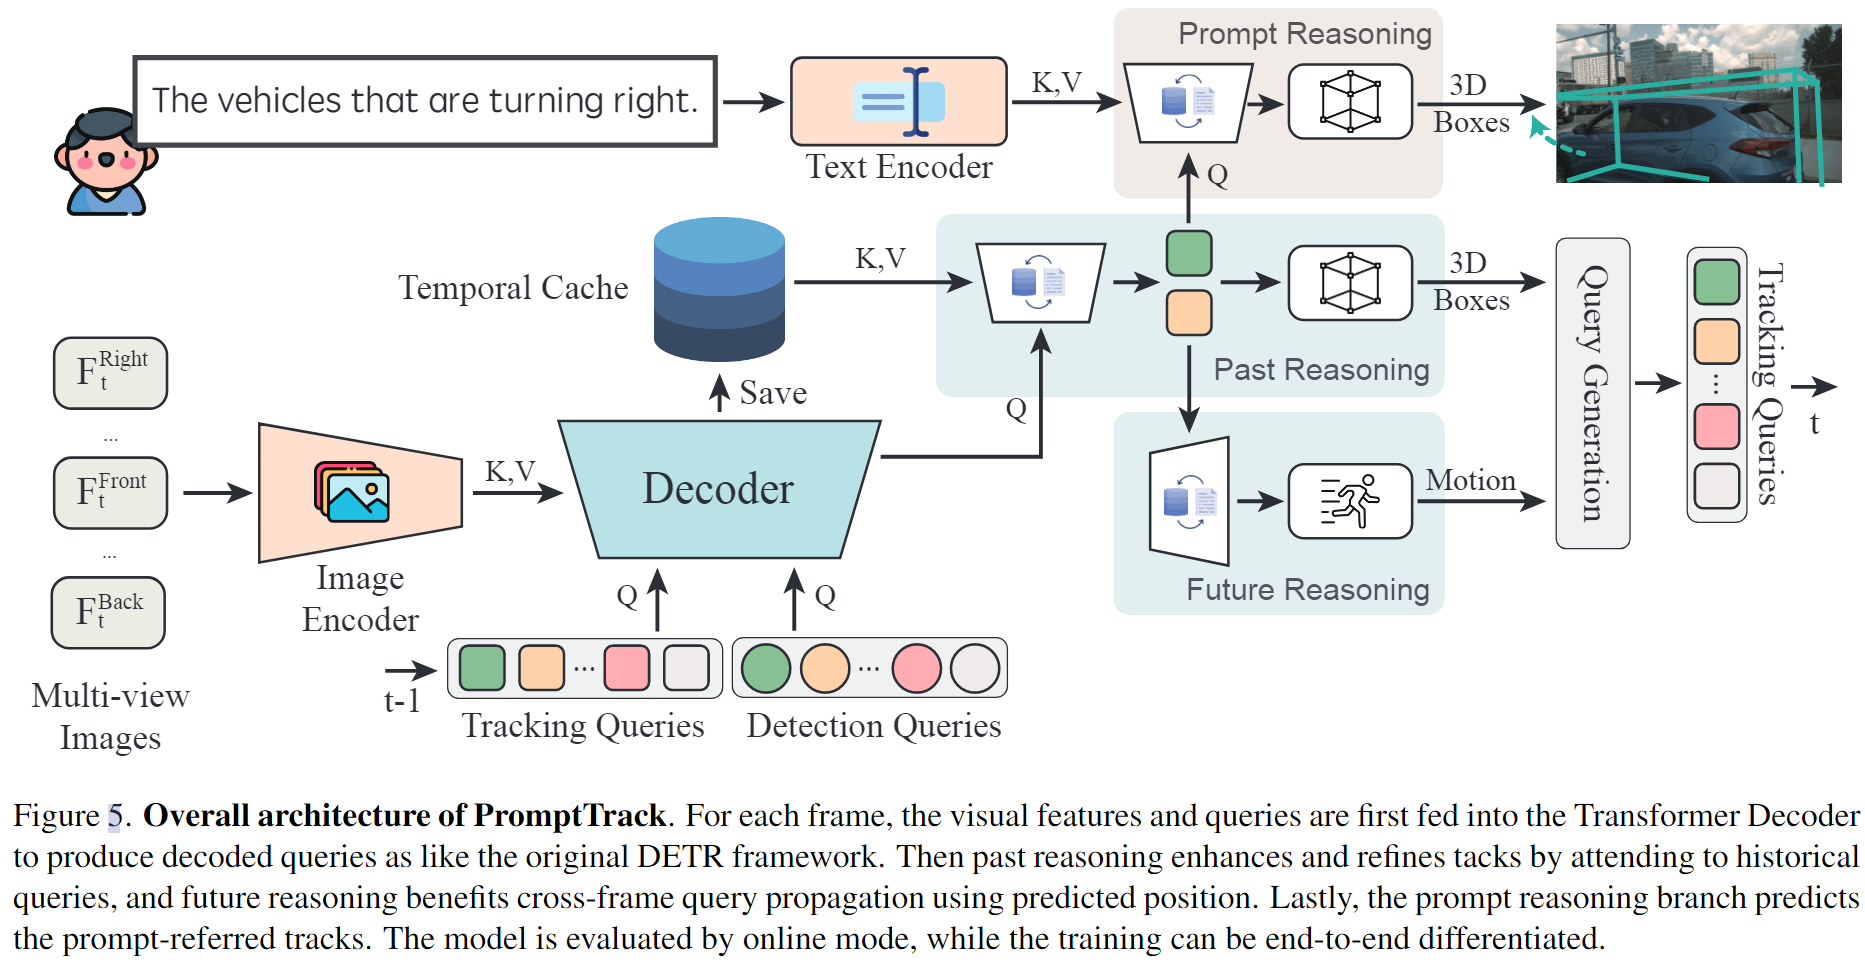 The vehicles that are turning right.
Text Encoder
K,V
Prompt Reasoning
Q
3D
Boxes
Temporal Cache
K,V
Past Reasoning
3D
Boxes
Save
Q
F_t^Right
...
F_t^Front
...
F_t^Back
Multi-view
Images
Image
Encoder
K,V
Decoder
Q
Q
t-1
Tracking Queries
Detection Queries
...
...
Future Reasoning
Motion
Query Generation
...
Tracking Queries
t
Figure 5. Overall architecture of PromptTrack. For each frame, the visual features and queries are first fed into the Transformer Decoder
to produce decoded queries as like the original DETR framework. Then past reasoning enhances and refines tacks by attending to historical
queries, and future reasoning benefits cross-frame query propagation using predicted position. Lastly, the prompt reasoning branch predicts
the prompt-referred tracks. The model is evaluated by online mode, while the training can be end-to-end differentiated.